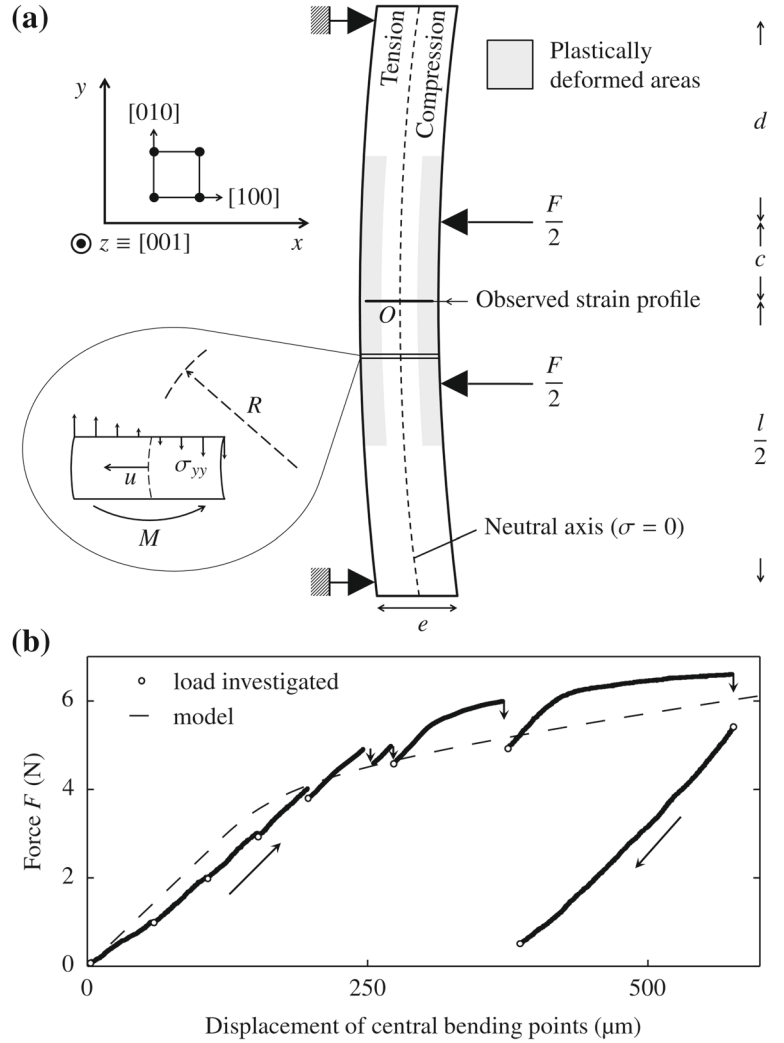 (a)
Tension
Compression
Plastically
deformed areas
y
[010]
[100]
x
z ≡ [001]
d
F/2
c
Observed strain profile
O
F/2
R
l/2
u
σyy
M
Neutral axis (σ = 0)
e
(b)
load investigated
model
6
4
2
0
Force F (N)
0
250
500
Displacement of central bending points (μm)